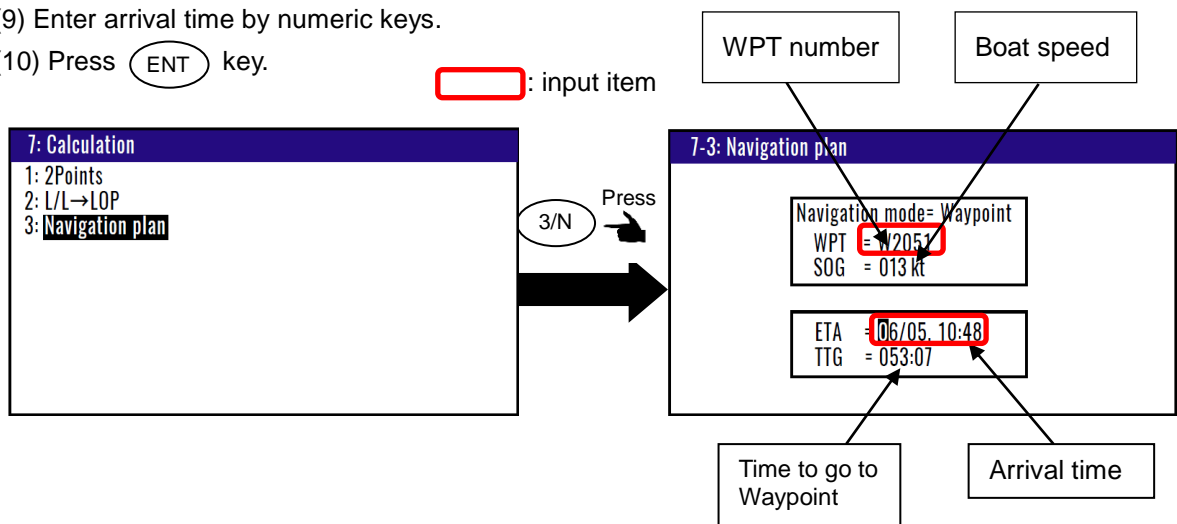 (9) Enter arrival time by numeric keys.
(10) Press ENT key.
: input item
WPT number
Boat speed
7: Calculation
1: 2Points
2: L/L→LOP
3: Navigation plan
3/N
Press
7-3: Navigation plan
Navigation mode= Waypoint
WPT = W2051
SOG = 013 kt
ETA = 06/05, 10:48
TTG = 053:07
Time to go to
Waypoint
Arrival time